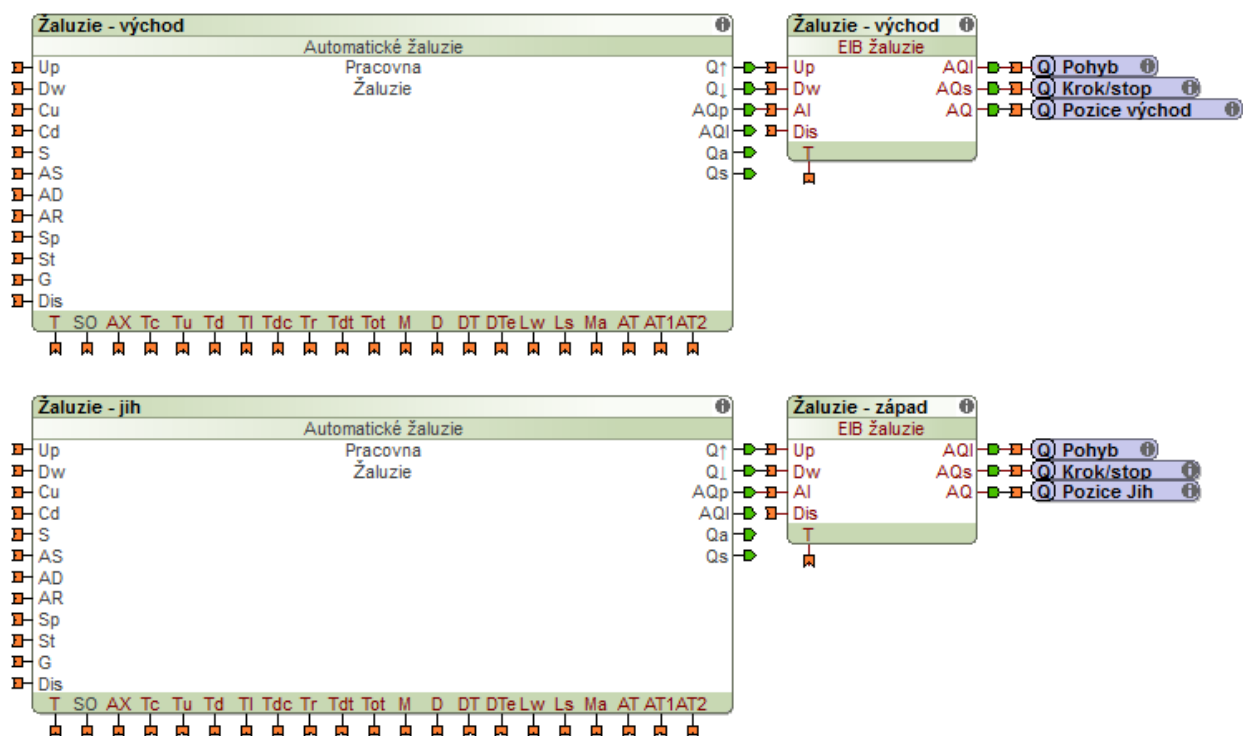 Žaluzie - východ
Automatické žaluzie
Pracovna
Žaluzie
Up
Dw
Cu
Cd
S
AS
AD
AR
Sp
St
G
Dis
Q↑
Q↓
AQp
AQl
Qa
Qs
T SO AX Tc Tu Td Tl Tdc Tr Tdt Tot M D DT DTe Lw Ls Ma AT AT1 AT2
Žaluzie - východ
EIB žaluzie
Up
Dw
AI
Dis
AQl
AQs
AQ
T
Q Pohyb
Q Krok/stop
Q Pozice východ
Žaluzie - jih
Automatické žaluzie
Pracovna
Žaluzie
Up
Dw
Cu
Cd
S
AS
AD
AR
Sp
St
G
Dis
Q↑
Q↓
AQp
AQl
Qa
Qs
T SO AX Tc Tu Td Tl Tdc Tr Tdt Tot M D DT DTe Lw Ls Ma AT AT1 AT2
Žaluzie - západ
EIB žaluzie
Up
Dw
AI
Dis
AQl
AQs
AQ
T
Q Pohyb
Q Krok/stop
Q Pozice Jih